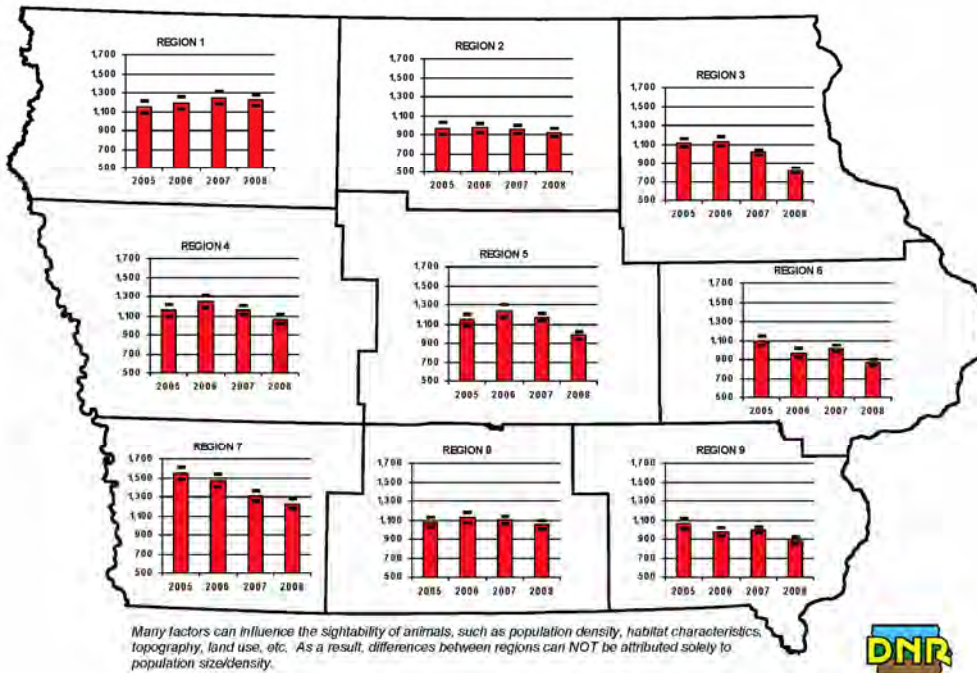 REGION 1
1,700
1,500
1,300
1,100
900
700
500
2005 2006 2007 2008
REGION 2
1,700
1,500
1,300
1,100
900
700
500
2005 2006 2007 2008
REGION 3
1,700
1,500
1,300
1,100
900
700
500
2005 2006 2007 2008
REGION 4
1,700
1,500
1,300
1,100
900
700
500
2005 2006 2007 2008
REGION 5
1,700
1,500
1,300
1,100
900
700
500
2005 2006 2007 2008
REGION 6
1,700
1,500
1,300
1,100
900
700
500
2005 2006 2007 2008
REGION 7
1,700
1,500
1,300
1,100
900
700
500
2005 2006 2007 2008
REGION 8
1,700
1,500
1,300
1,100
900
700
500
2005 2006 2007 2008
REGION 9
1,700
1,500
1,300
1,100
900
700
500
2005 2006 2007 2008
Many factors can influence the sightability of animals, such as population density, habitat characteristics,
topography, land use, etc. As a result, differences between regions can NOT be attributed solely to
population size/density.
DNR